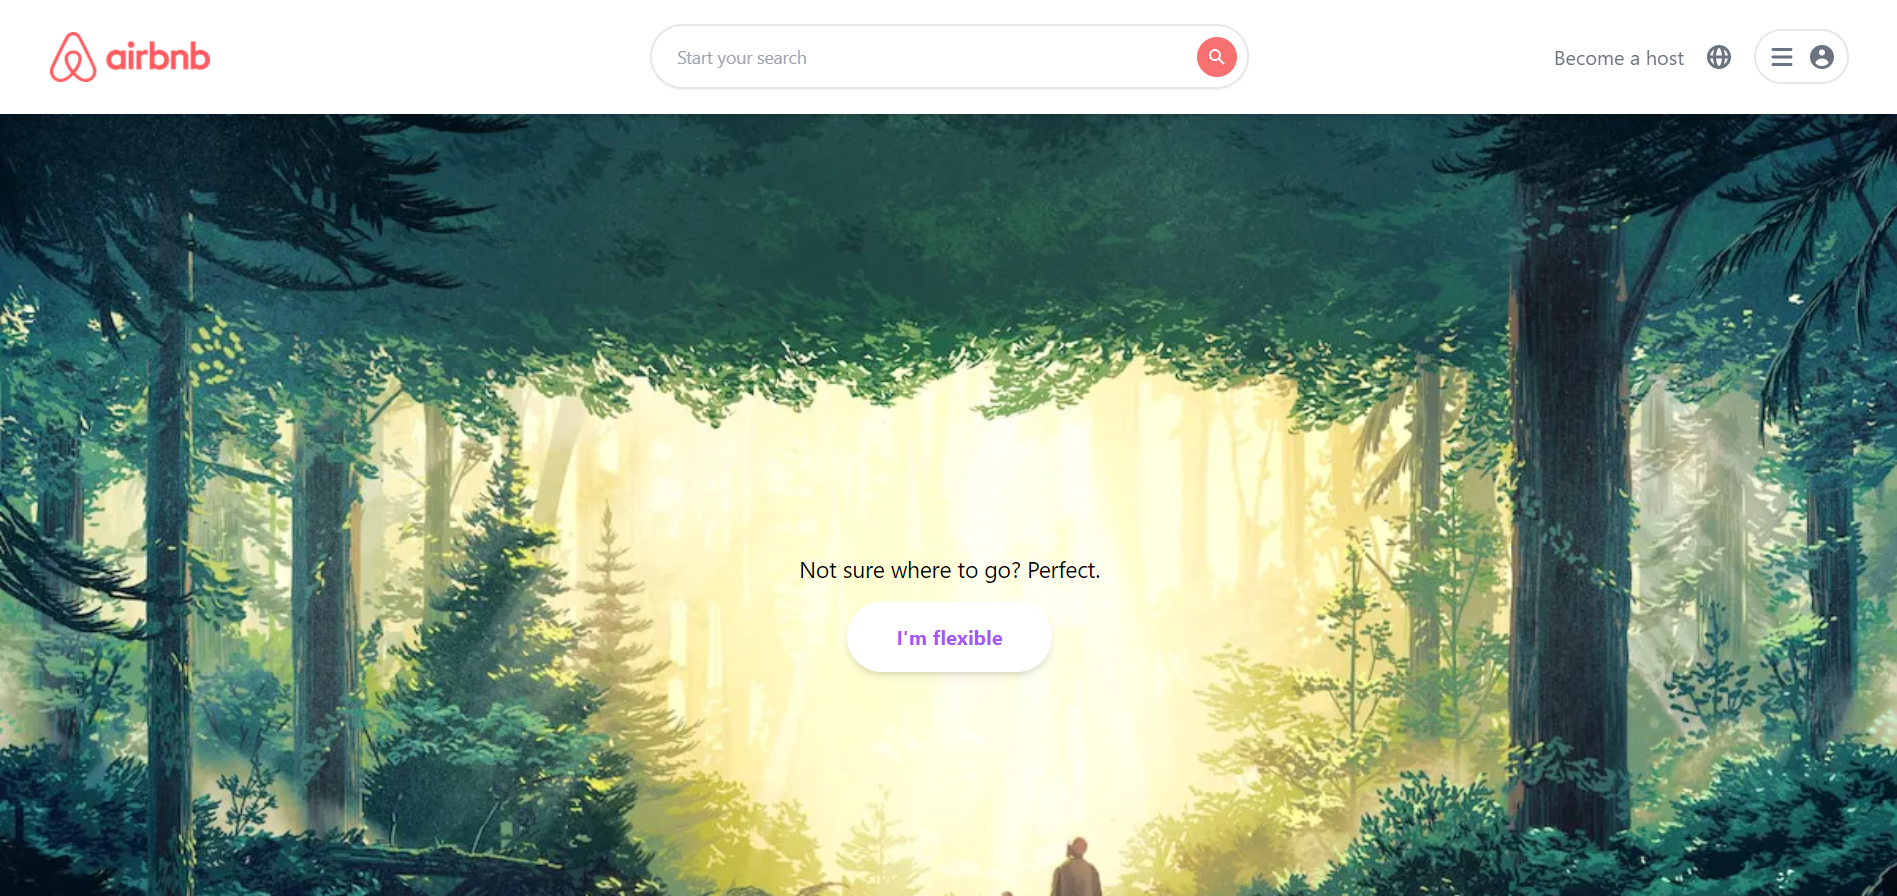 airbnb
Start your search
Become a host
Not sure where to go? Perfect.
I'm flexible